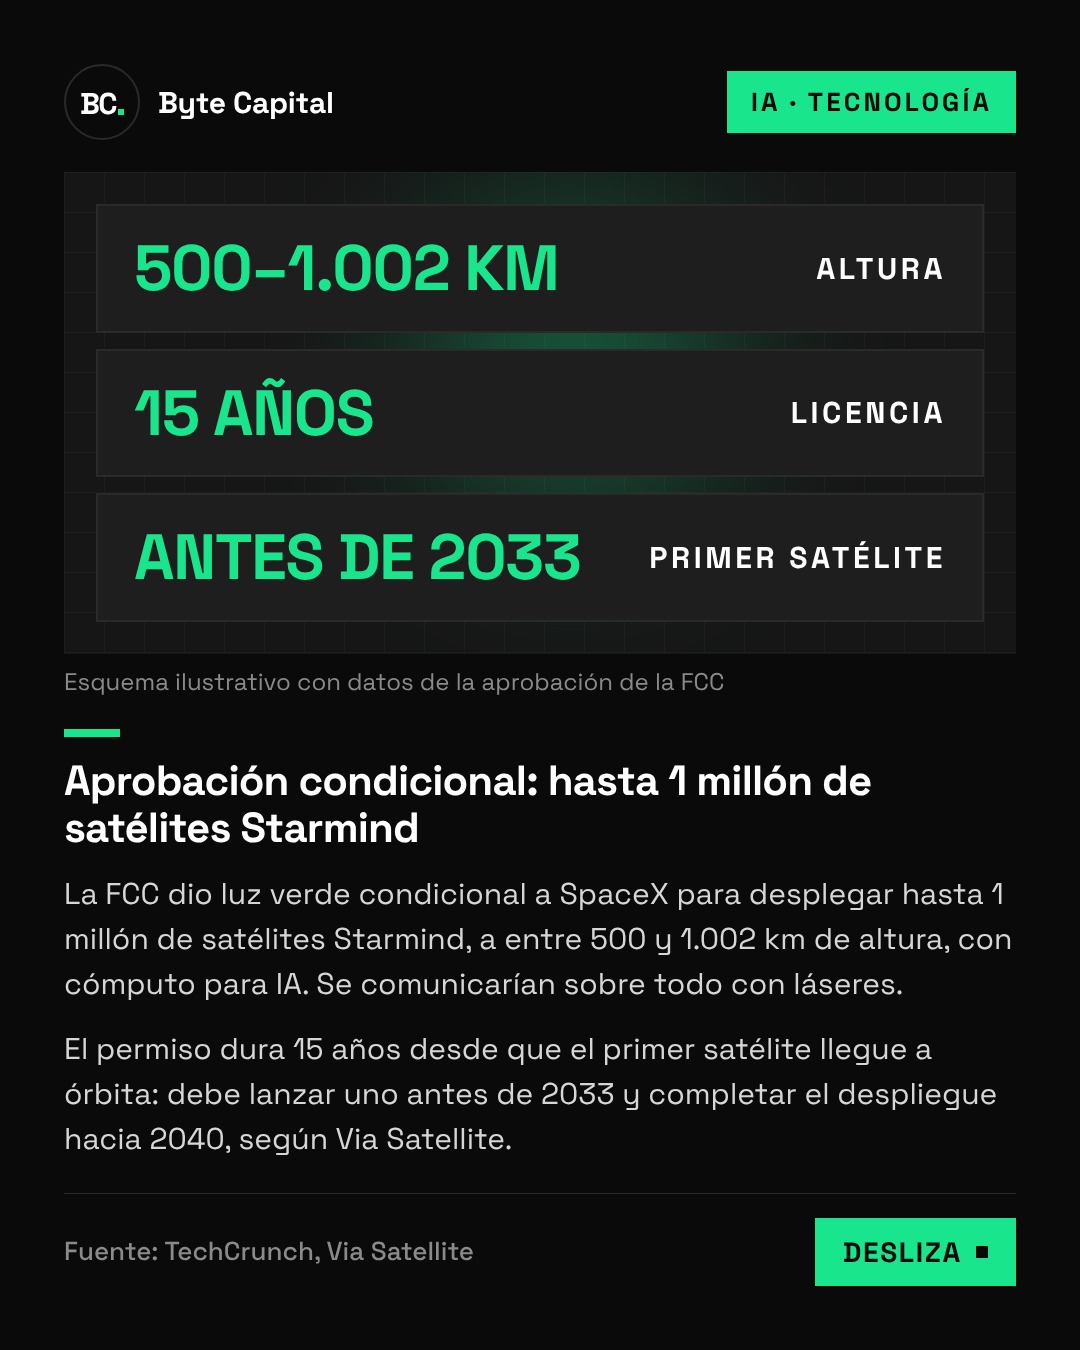 BC.
Byte Capital
IA · TECNOLOGÍA
500–1.002 KM
ALTURA
15 AÑOS
LICENCIA
ANTES DE 2033
PRIMER SATÉLITE
Esquema ilustrativo con datos de la aprobación de la FCC
Aprobación condicional: hasta 1 millón de
satélites Starmind
La FCC dio luz verde condicional a SpaceX para desplegar hasta 1
millón de satélites Starmind, a entre 500 y 1.002 km de altura, con
cómputo para IA. Se comunicarían sobre todo con láseres.
El permiso dura 15 años desde que el primer satélite llegue a
órbita: debe lanzar uno antes de 2033 y completar el despliegue
hacia 2040, según Via Satellite.
Fuente: TechCrunch, Via Satellite
DESLIZA